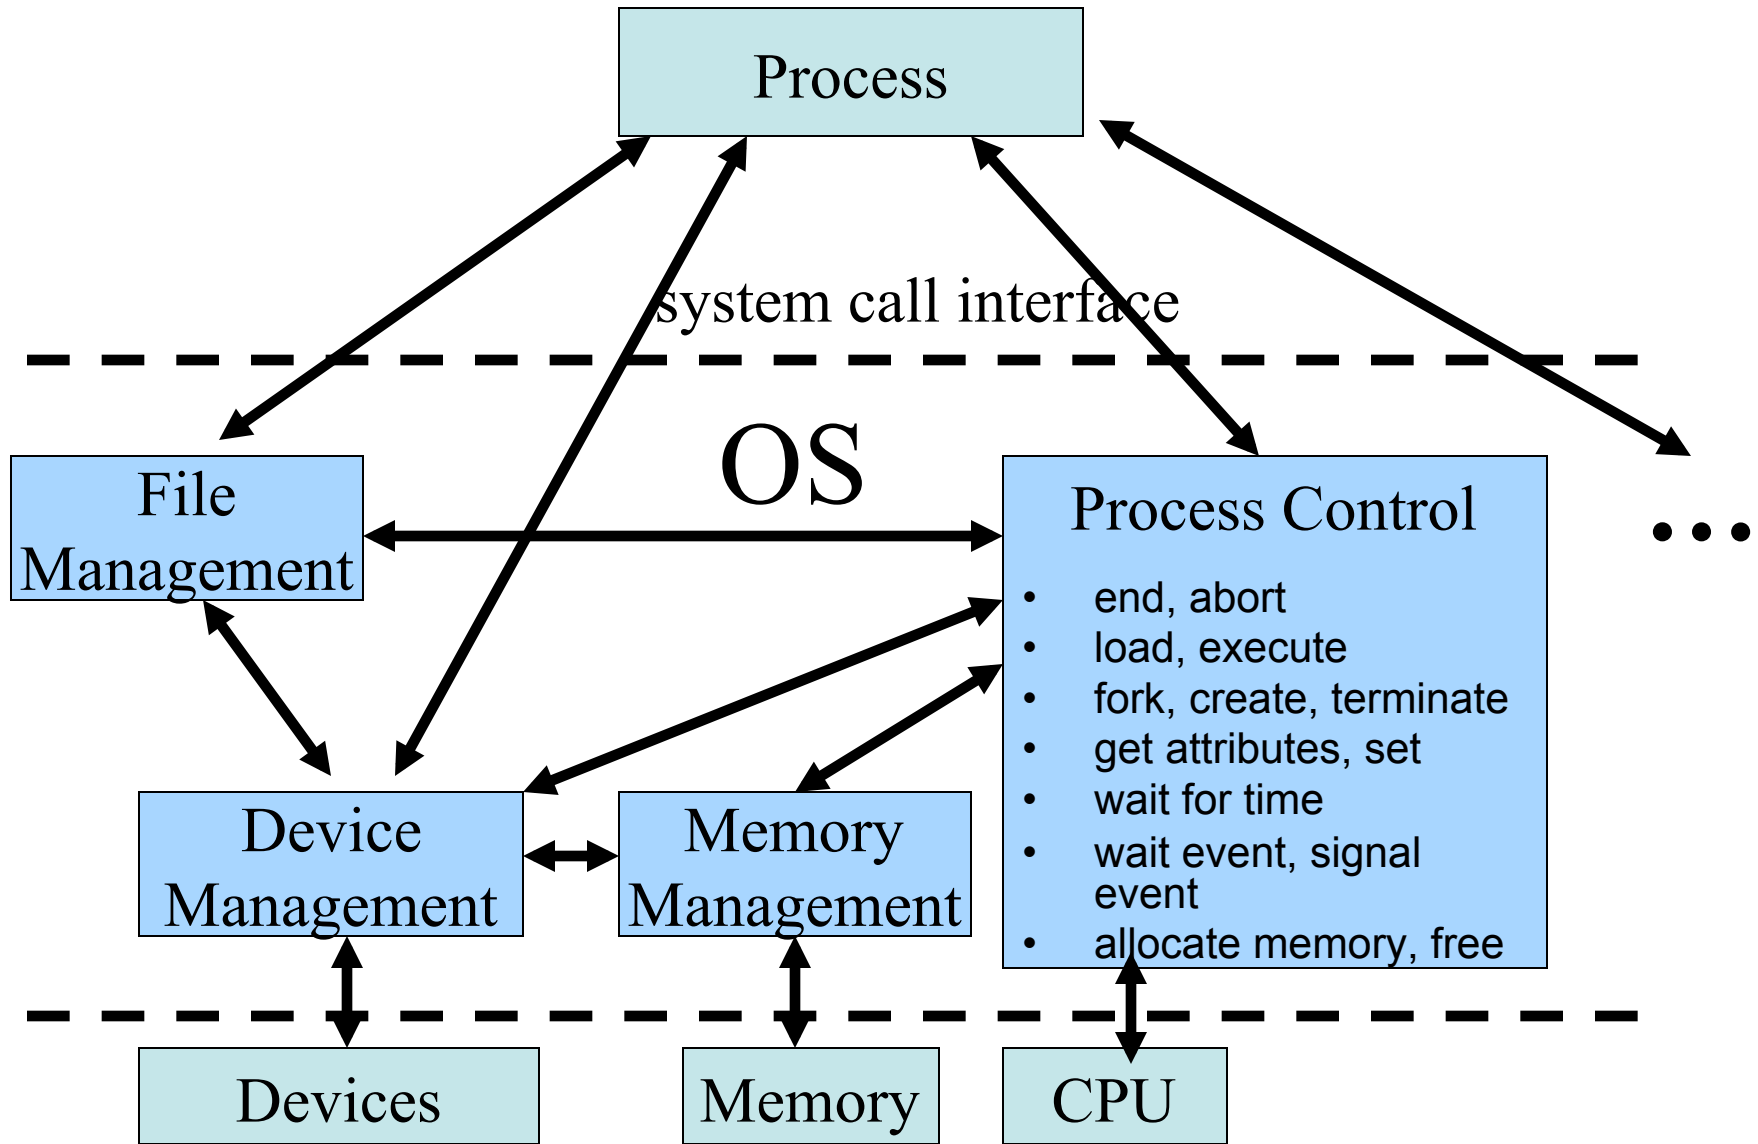 Process
system call interface
OS
File
Management
Process Control
...
• end, abort
• load, execute
• fork, create, terminate
• get attributes, set
• wait for time
• wait event, signal
event
• allocate memory, free
Device
Management
Memory
Management
Devices
Memory
CPU